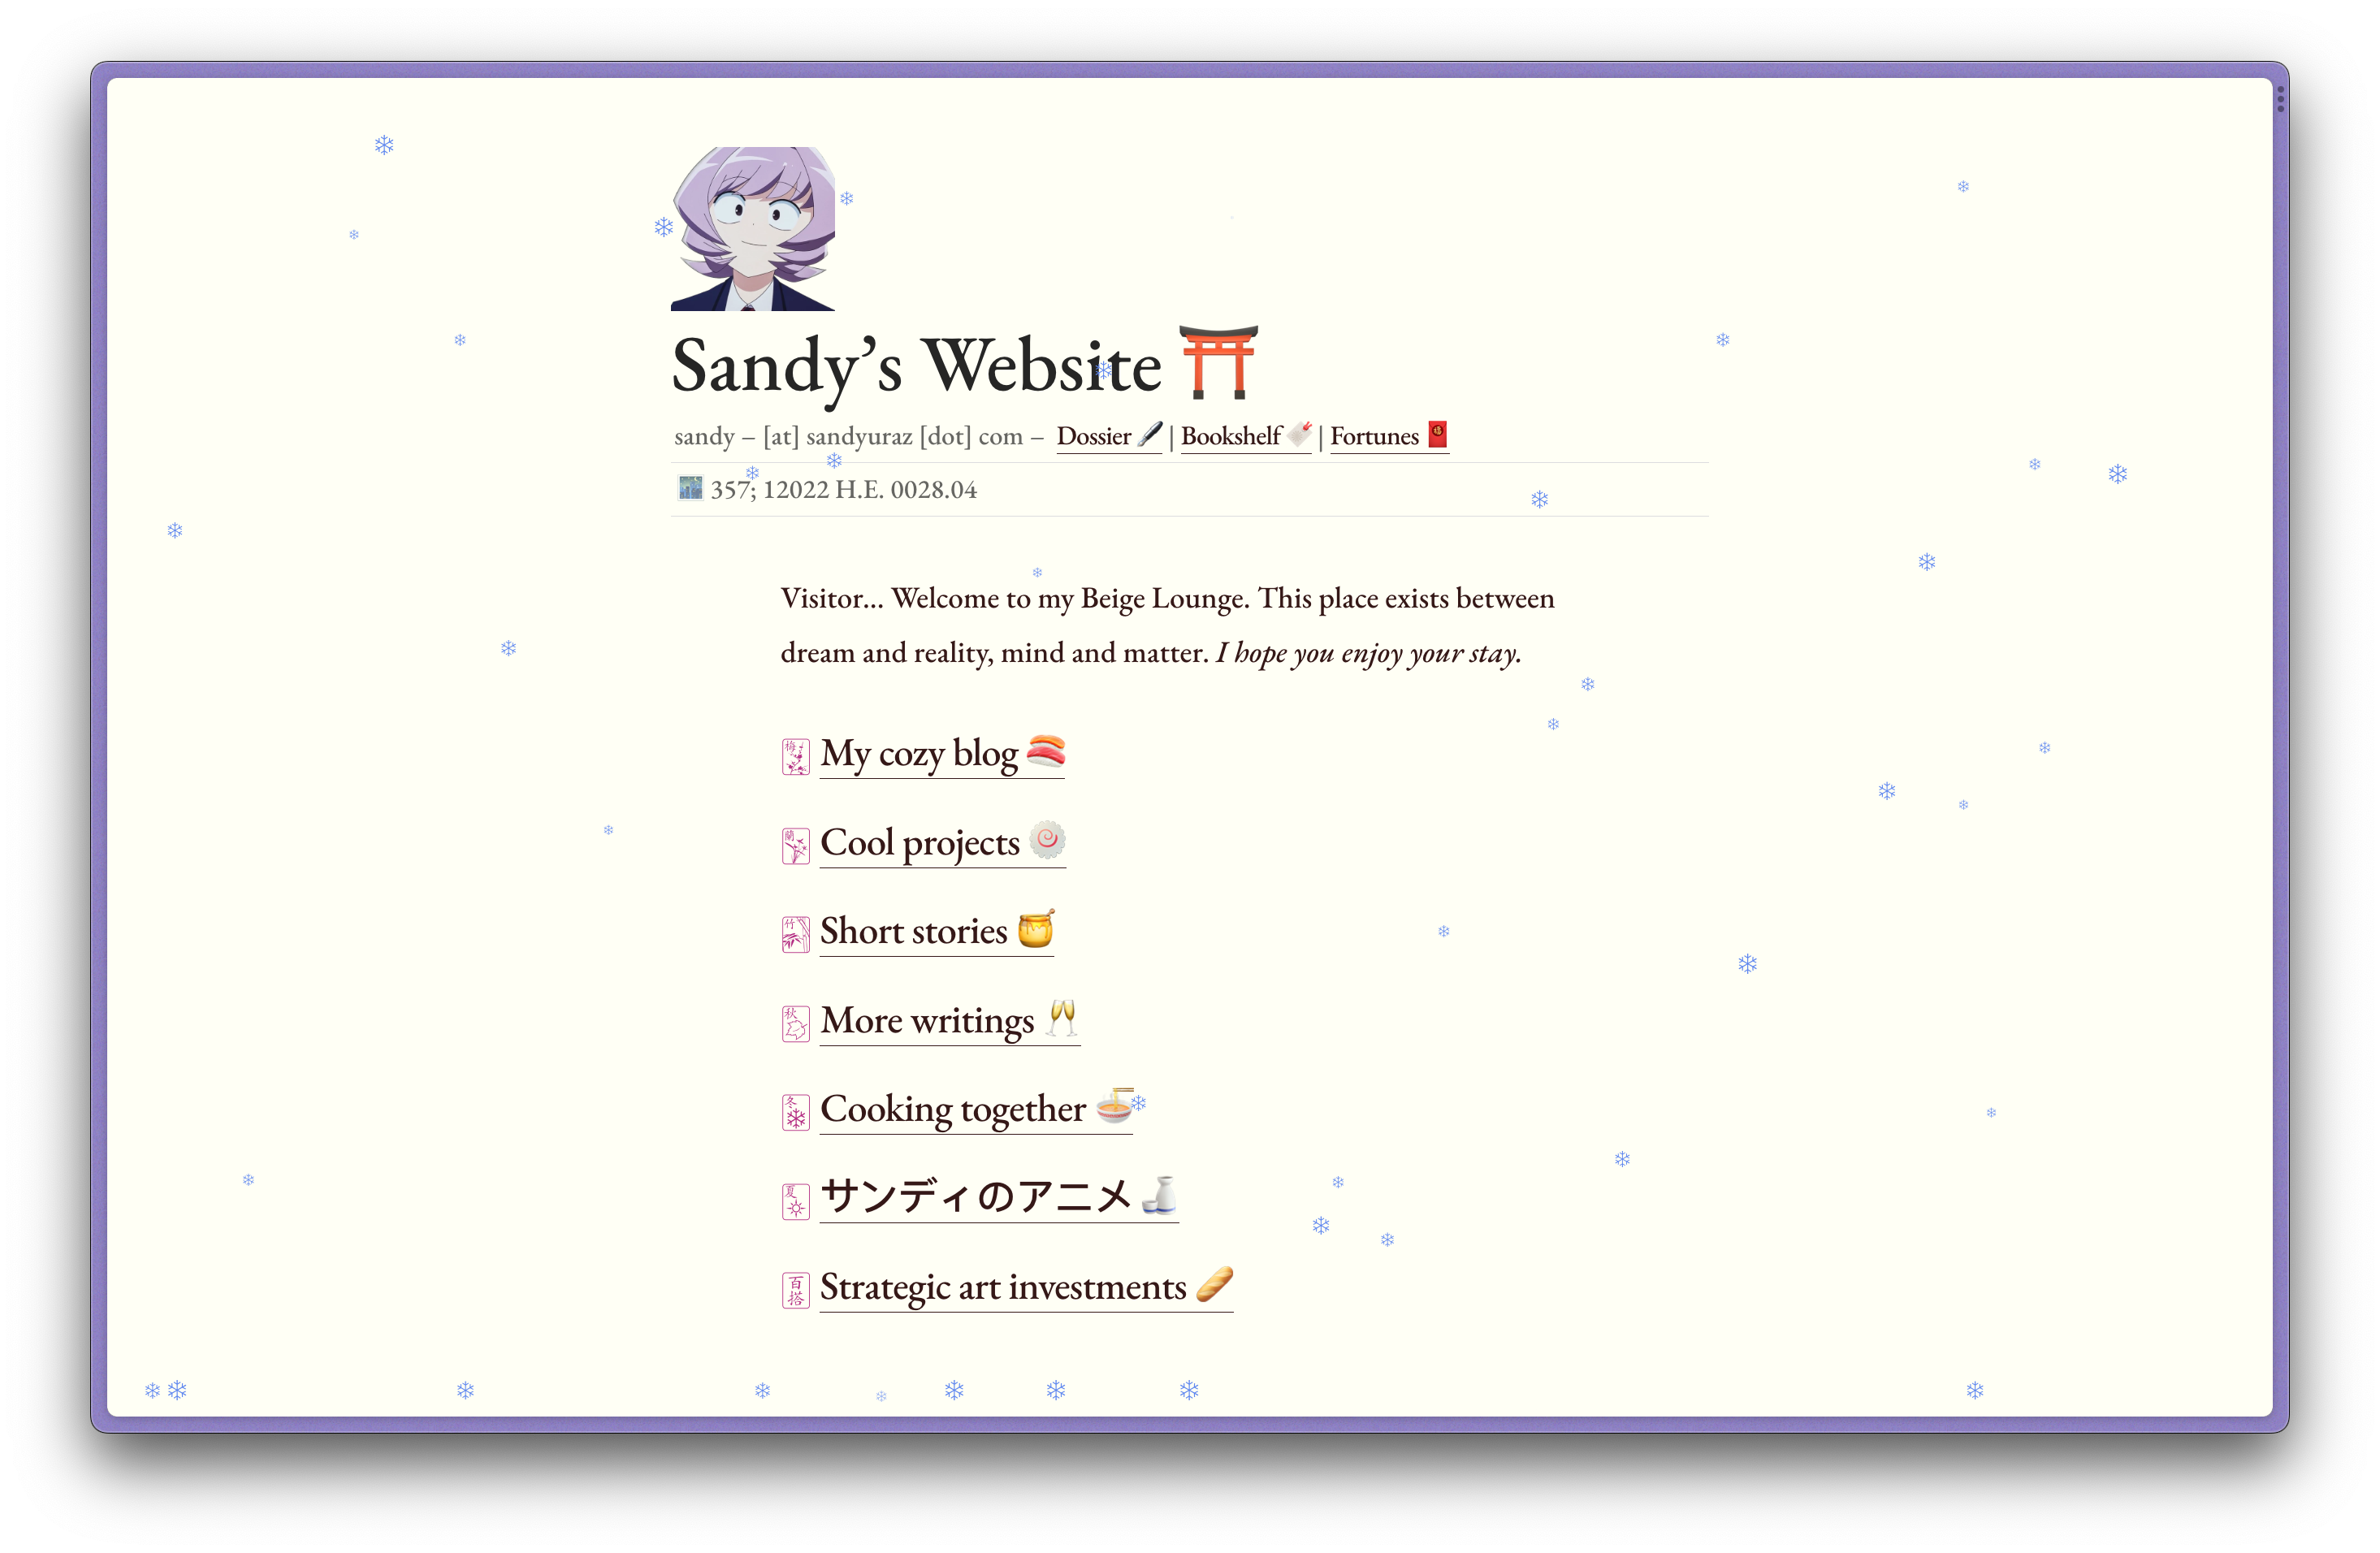 Sandy’s Website ⛩️
sandy – [at] sandyuraz [dot] com – Dossier 🖋️ | Bookshelf 🔖 | Fortunes 🧧
🌃 357; 12022 H.E. 0028.04
Visitor... Welcome to my Beige Lounge. This place exists between
dream and reality, mind and matter. I hope you enjoy your stay.
🀢 My cozy blog 🍣
🀣 Cool projects 🍥
🀤 Short stories 🍯
🀨 More writings 🥂
🀩 Cooking together 🍜
🀧 サンディのアニメ 🍶
🀪 Strategic art investments 🥖